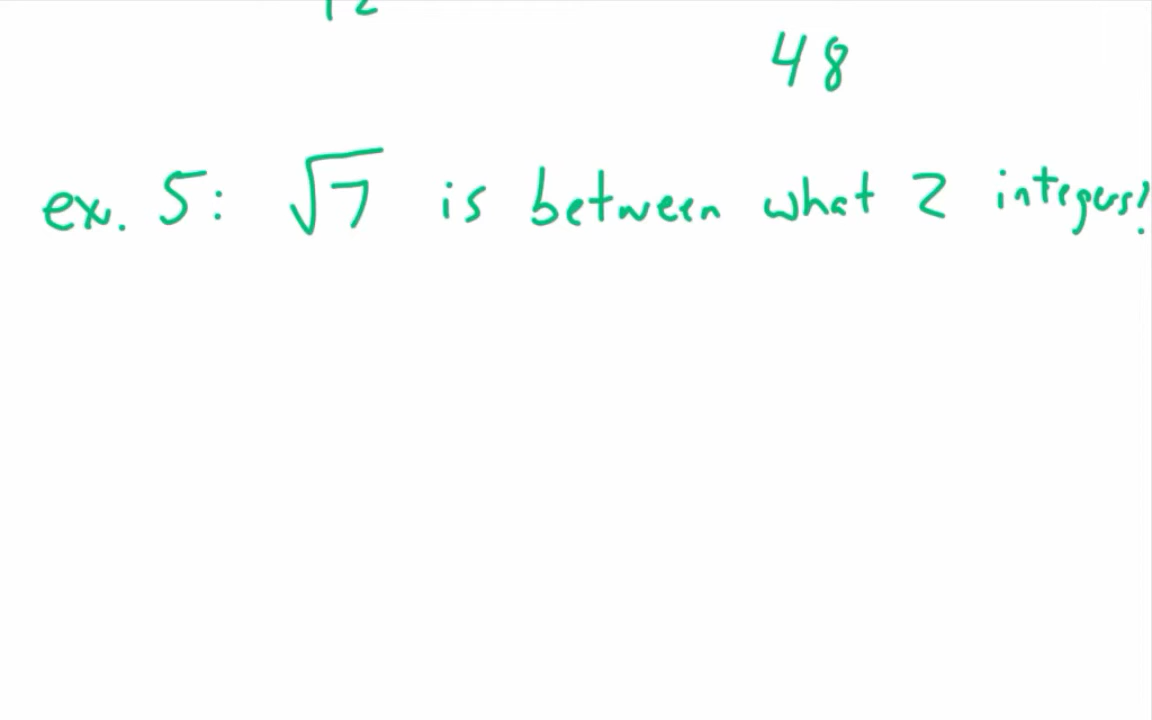 48
ex. 5: √7 is between what 2 integers?